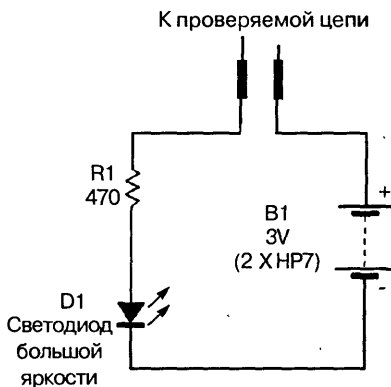 К проверяемой цепи
R1
470
B1
3V
(2 X HP7)
+
-
D1
Светодиод
большой
яркости